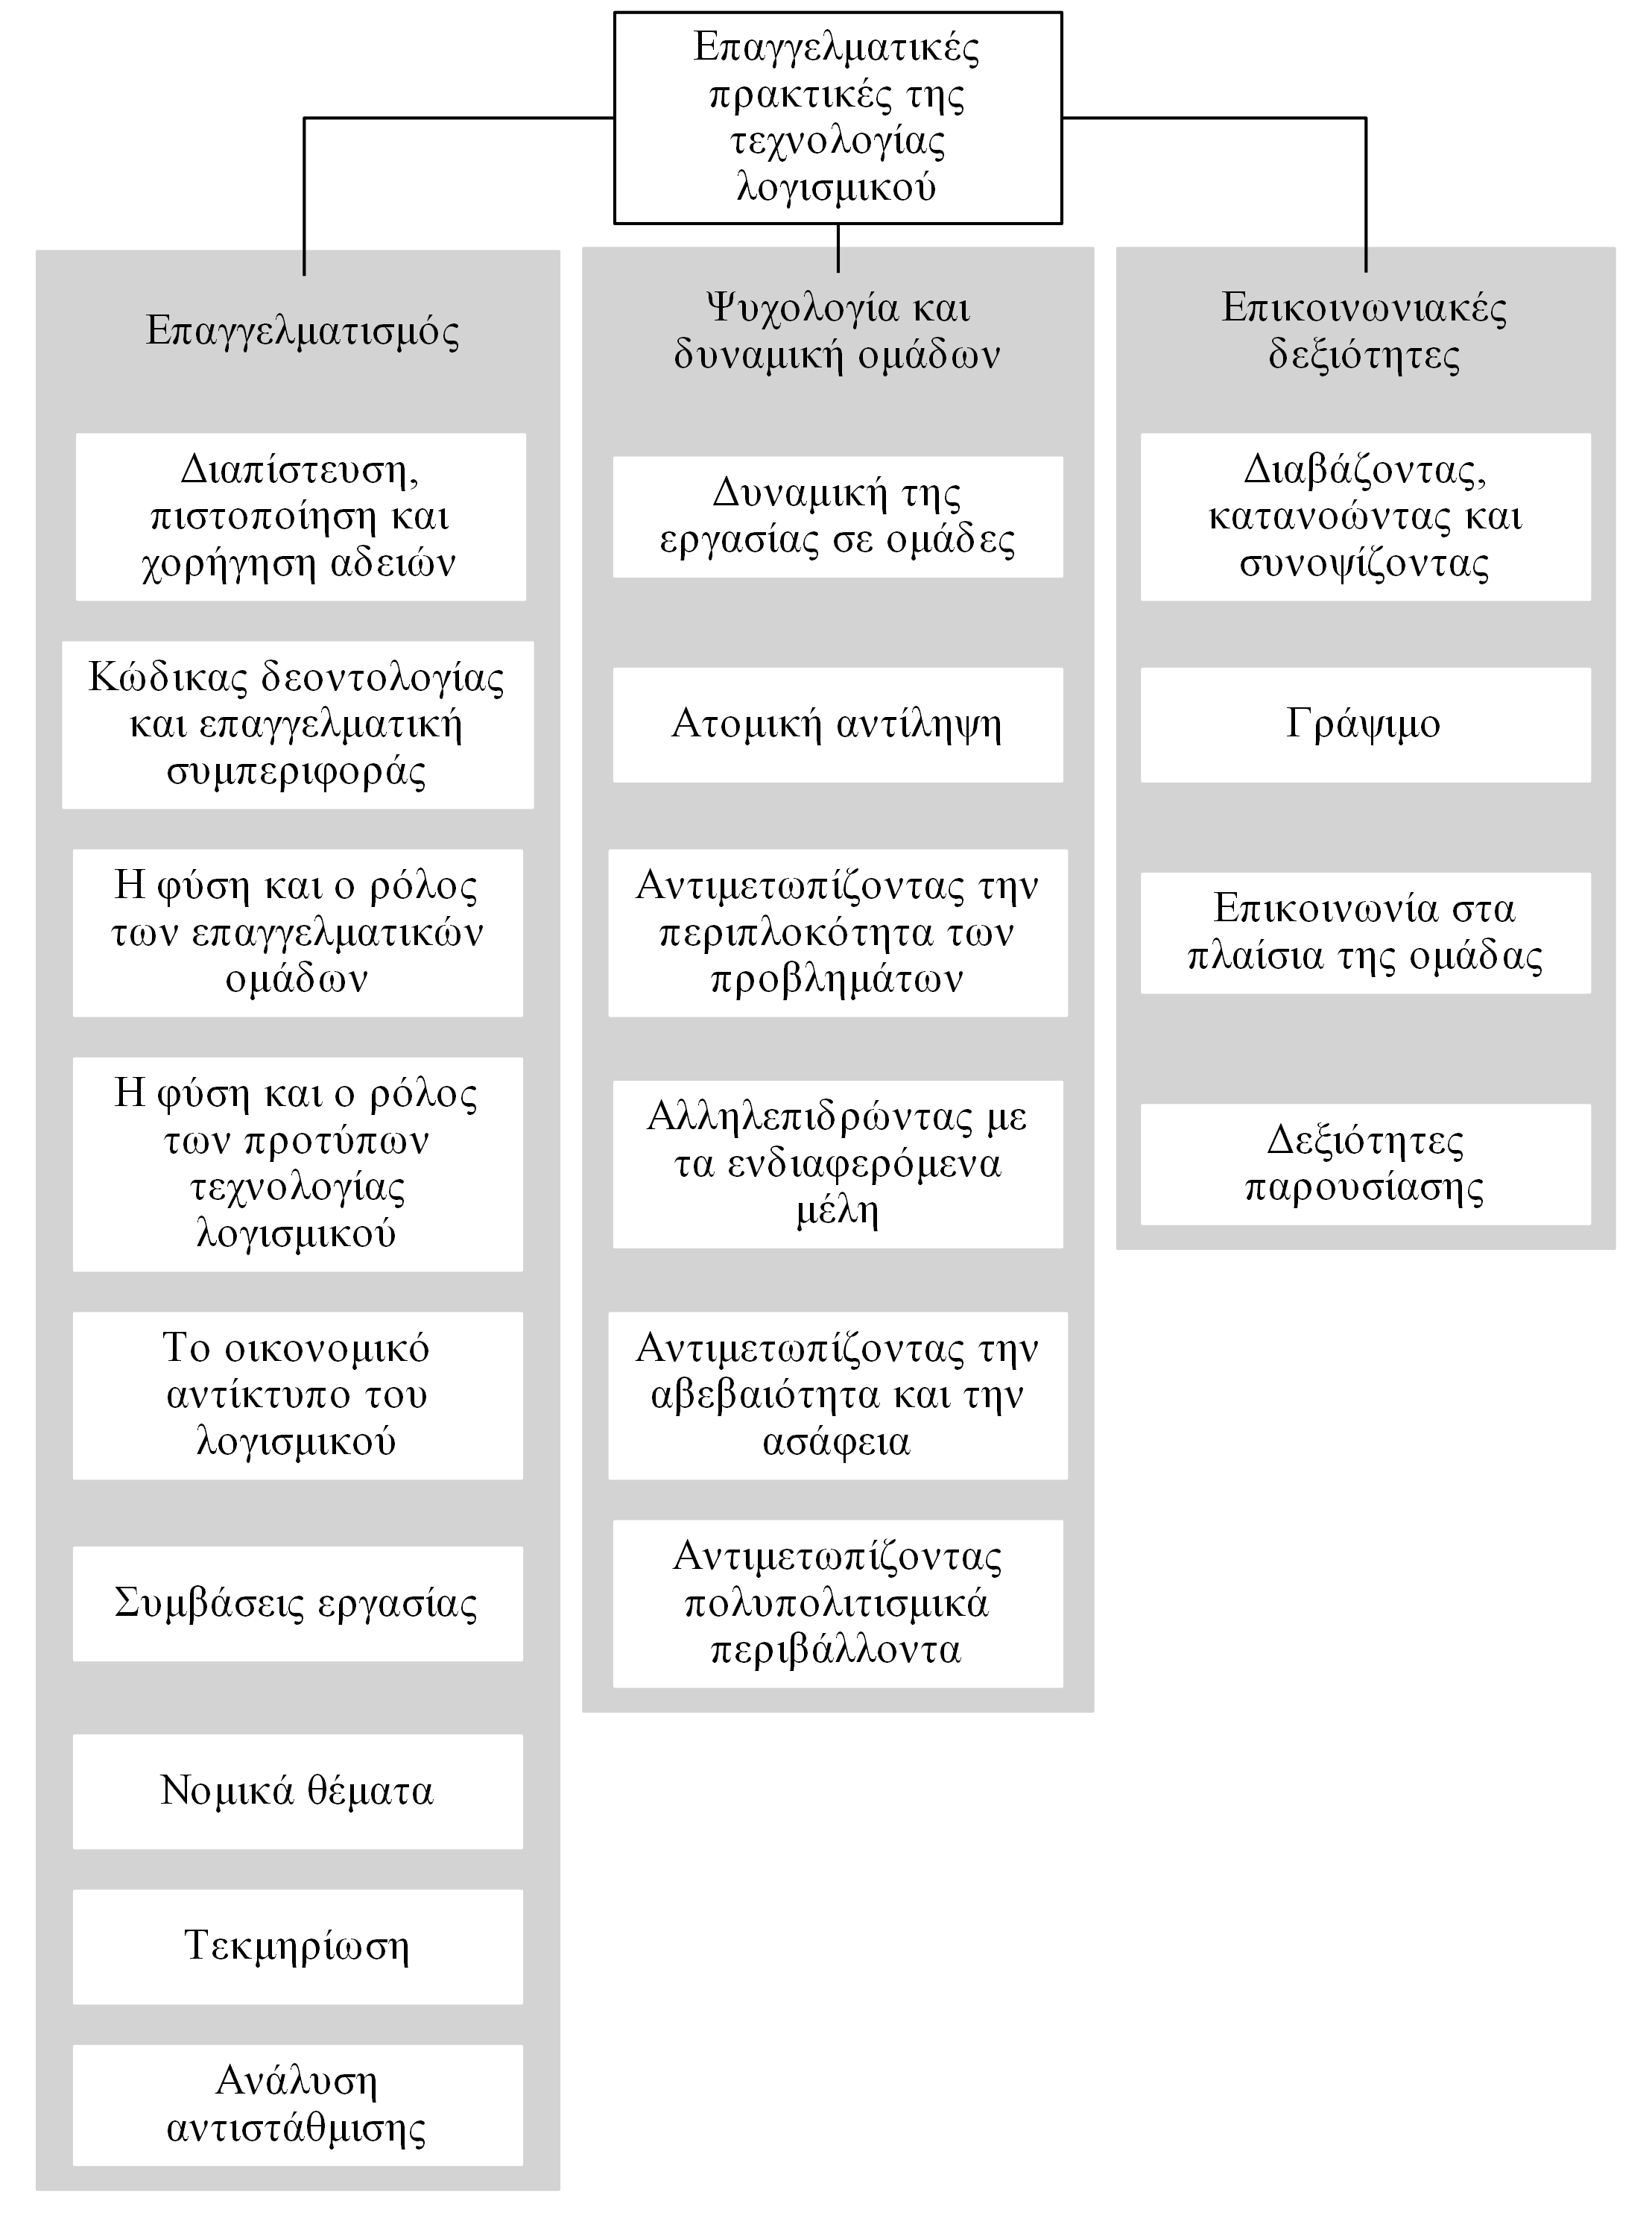 Επαγγελματικές
πρακτικές της
τεχνολογίας
λογισμικού
Επαγγελματισμός
Διαπίστευση,
πιστοποίηση και
χορήγηση αδειών
Κώδικας δεοντολογίας
και επαγγελματική
συμπεριφοράς
Η φύση και ο ρόλος
των επαγγελματικών
ομάδων
Η φύση και ο ρόλος
των προτύπων
τεχνολογίας
λογισμικού
Το οικονομικό
αντίκτυπο του
λογισμικού
Συμβάσεις εργασίας
Νομικά θέματα
Τεκμηρίωση
Ανάλυση
αντιστάθμισης
Ψυχολογία και
δυναμική ομάδων
Δυναμική της
εργασίας σε ομάδες
Ατομική αντίληψη
Αντιμετωπίζοντας την
περιπλοκότητα των
προβλημάτων
Αλληλεπιδρώντας με
τα ενδιαφερόμενα
μέλη
Αντιμετωπίζοντας την
αβεβαιότητα και την
ασάφεια
Αντιμετωπίζοντας
πολυπολιτισμικά
περιβάλλοντα
Επικοινωνιακές
δεξιότητες
Διαβάζοντας,
κατανοώντας και
συνοψίζοντας
Γράψιμο
Επικοινωνία στα
πλαίσια της ομάδας
Δεξιότητες
παρουσίασης